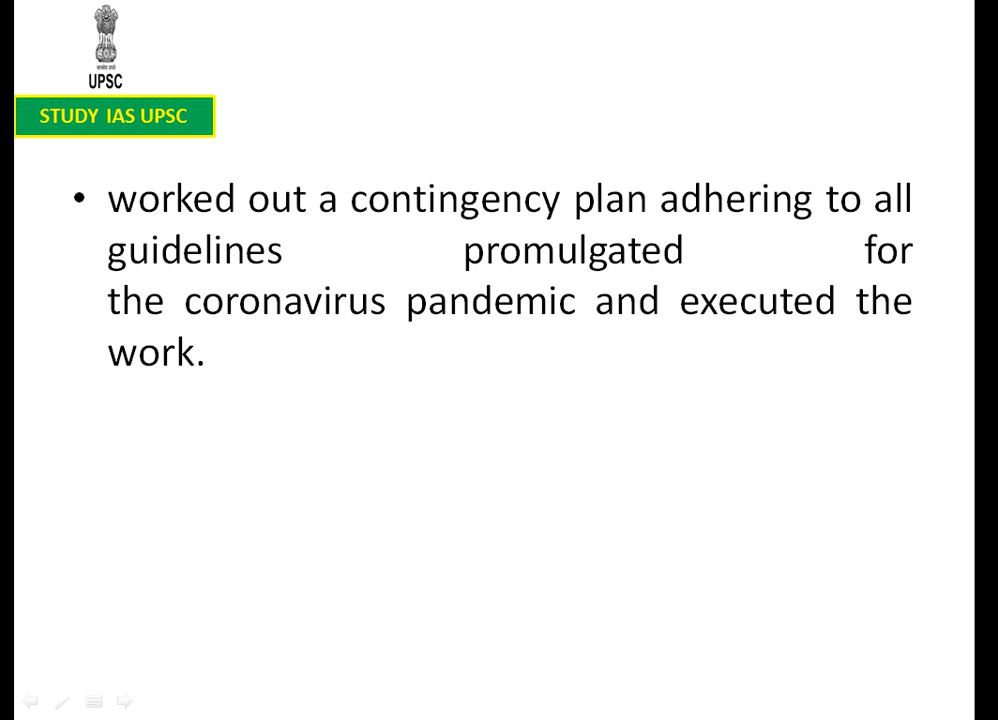 UPSC
STUDY IAS UPSC
• worked out a contingency plan adhering to all
guidelines promulgated for
the coronavirus pandemic and executed the
work.